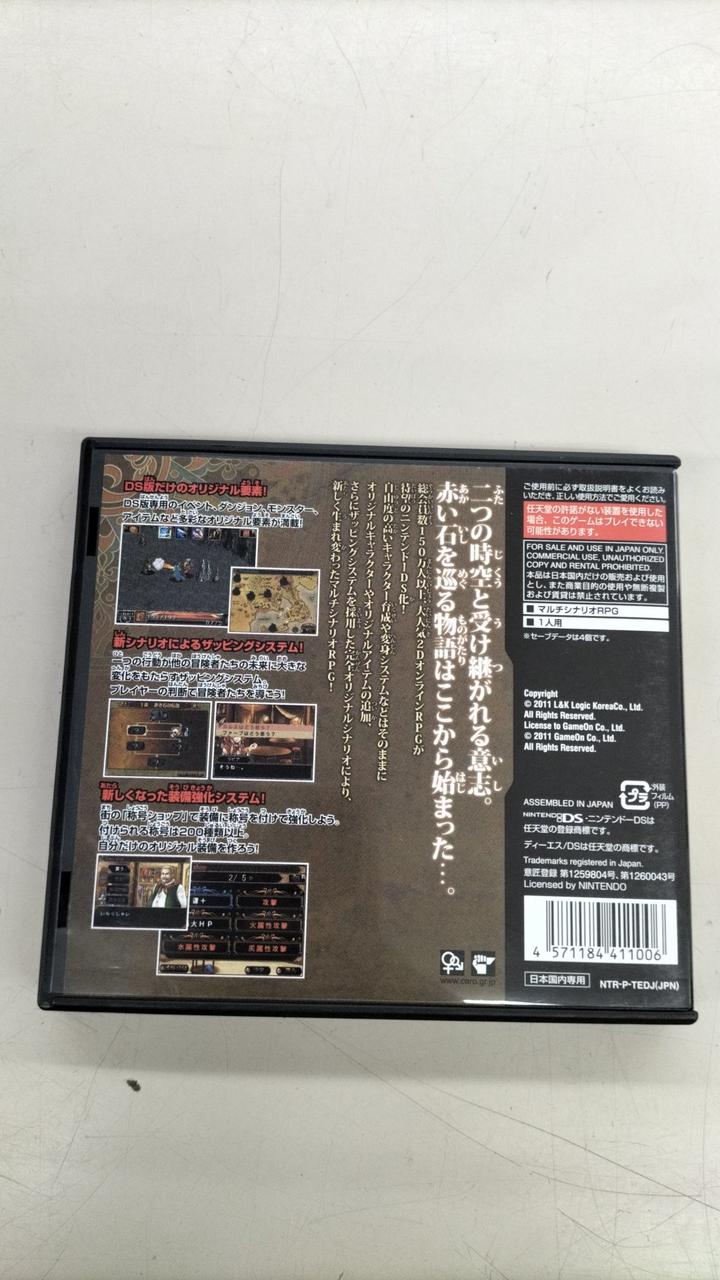 DS版だけのオリジナル要素!
DS版専用のイベント、ダンジョン、モンスター、
アイテムなど多彩なオリジナル要素が満載!
新シナリオによるザッピングシステム!
一つの行動が他の冒険者たちの未来に大きな
変化をもたらすザッピングシステム。
プレイヤーの判断で冒険者たちを導こう!
新しくなった装備強化システム!
街の「称号ショップ」で装備に称号を付けて強化しよう。
付けられる称号は200種類以上。
自分だけのオリジナル装備を作ろう!
2/5
攻撃
大HP
火属性攻撃
水属性攻撃
二つの時空と受け継がれる意志。
赤い石を巡る物語はここから始まった…。
総会員数150万人以上の大人気2DオンラインRPGが
待望のニンテンドーDS化!
自由度の高いキャラクター育成や変身システムなどはそのままに
オリジナルキャラクターやオリジナルアイテムの追加、
さらにザッピングシステムを採用した完全オリジナルシナリオにより、
新しく生まれ変わったマルチシナリオRPG!
www.cero.gr.jp
ご使用前に必ず取扱説明書をよくお読み
いただき、正しい使用方法でご愛用ください。
任天堂の許諾がない装置を使用した
場合、このゲームはプレイできない
可能性があります。
FOR SALE AND USE IN JAPAN ONLY.
COMMERCIAL USE, UNAUTHORIZED
COPY AND RENTAL PROHIBITED.
本品は日本国内だけの販売および使用
とし、また商業目的の使用や無断複製
および賃貸は禁止されています。
■マルチシナリオRPG
■1人用
※セーブデータは4個です。
Copyright
© 2011 L&K Logic KoreaCo., Ltd.
All Rights Reserved.
License to GameOn Co., Ltd.
© 2011 GameOn Co., Ltd.
All Rights Reserved.
プラ
外装
フィルム
(PP)
ASSEMBLED IN JAPAN
NINTENDO DS・ニンテンドーDSは
任天堂の登録商標です。
ディーエス/DSは任天堂の商標です。
Trademarks registered in Japan.
意匠登録 第1259804号、第1260043号
Licensed by NINTENDO
4 571184 411006
日本国内専用
NTR-P-TEDJ(JPN)